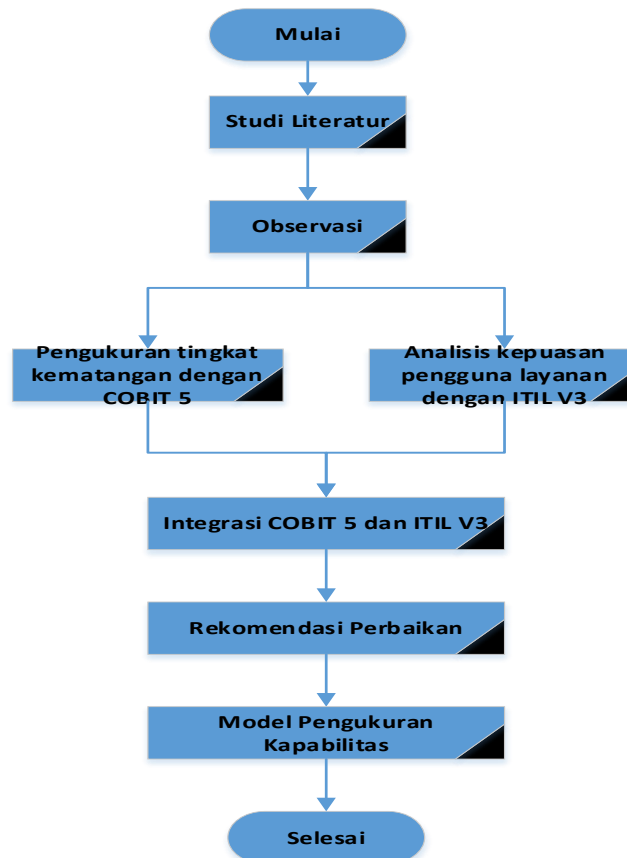 Mulai
Studi Literatur
Observasi
Pengukuran tingkat
kematangan dengan
COBIT 5
Analisis kepuasan
pengguna layanan
dengan ITIL V3
Integrasi COBIT 5 dan ITIL V3
Rekomendasi Perbaikan
Model Pengukuran
Kapabilitas
Selesai